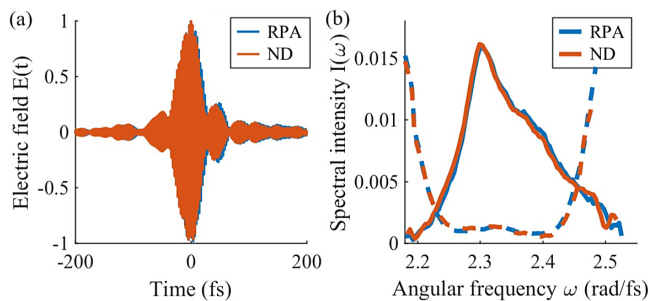 (a)
Electric field E(t)
1
0.5
0
-0.5
-1
-200
0
200
Time (fs)
RPA
ND
(b)
Spectral intensity I(ω)
0.015
0.01
0.005
0
2.2
2.3
2.4
2.5
Angular frequency ω (rad/fs)
RPA
ND